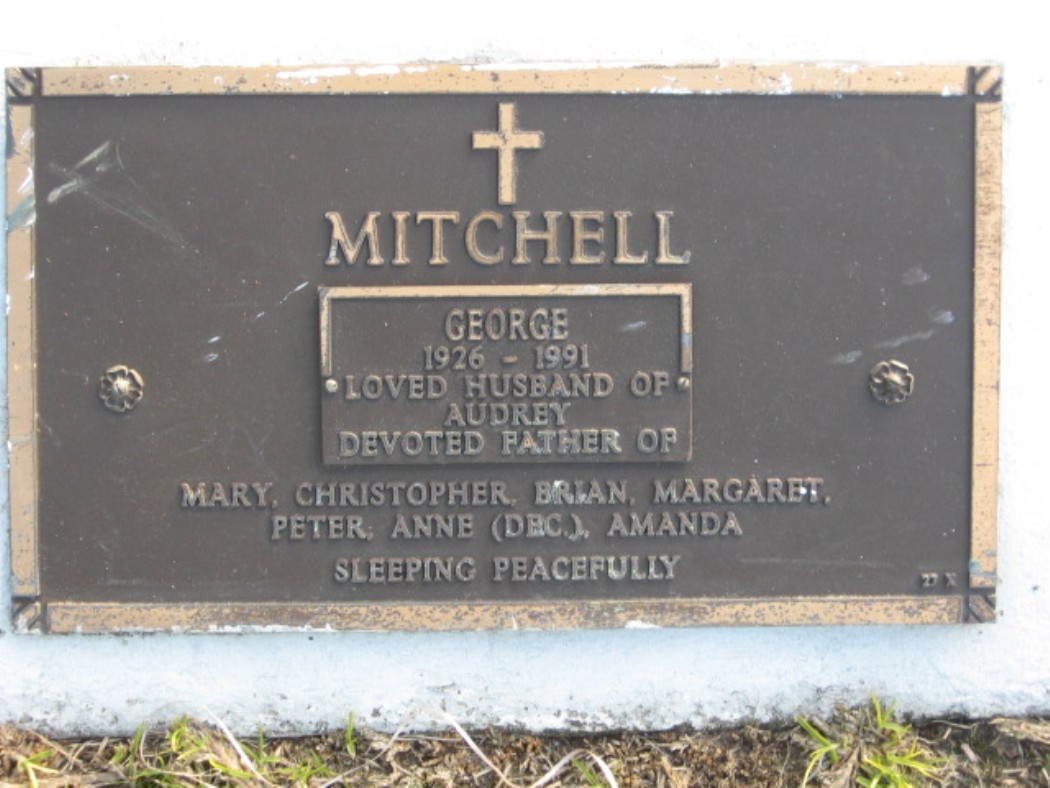 MITCHELL
GEORGE
1926 - 1991
LOVED HUSBAND OF
AUDREY
DEVOTED FATHER OF
MARY, CHRISTOPHER, BRIAN, MARGARET,
PETER, ANNE (DEC.), AMANDA
SLEEPING PEACEFULLY
27 X